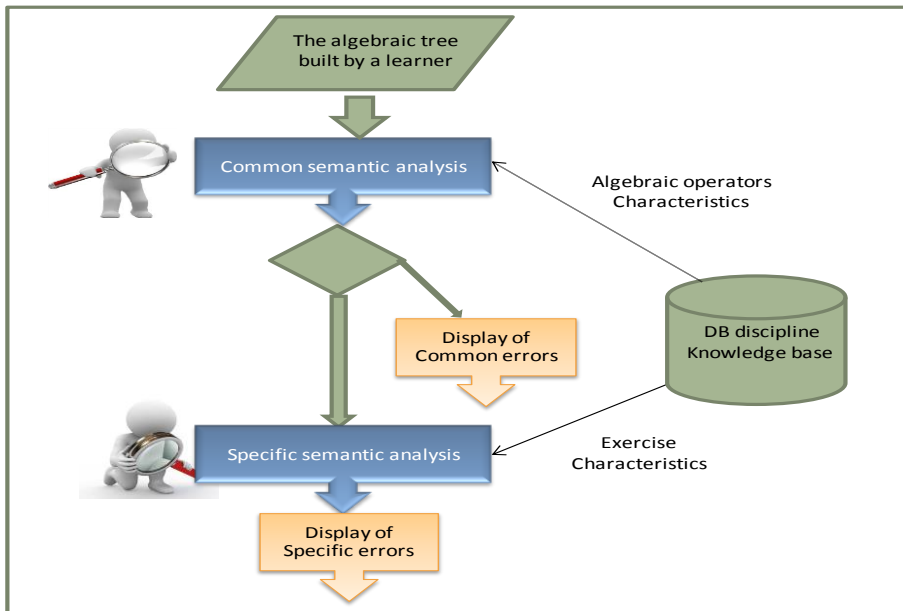 The algebraic tree
built by a learner
Common semantic analysis
Algebraic operators
Characteristics
DB discipline
Knowledge base
Display of
Common errors
Exercise
Characteristics
Specific semantic analysis
Display of
Specific errors